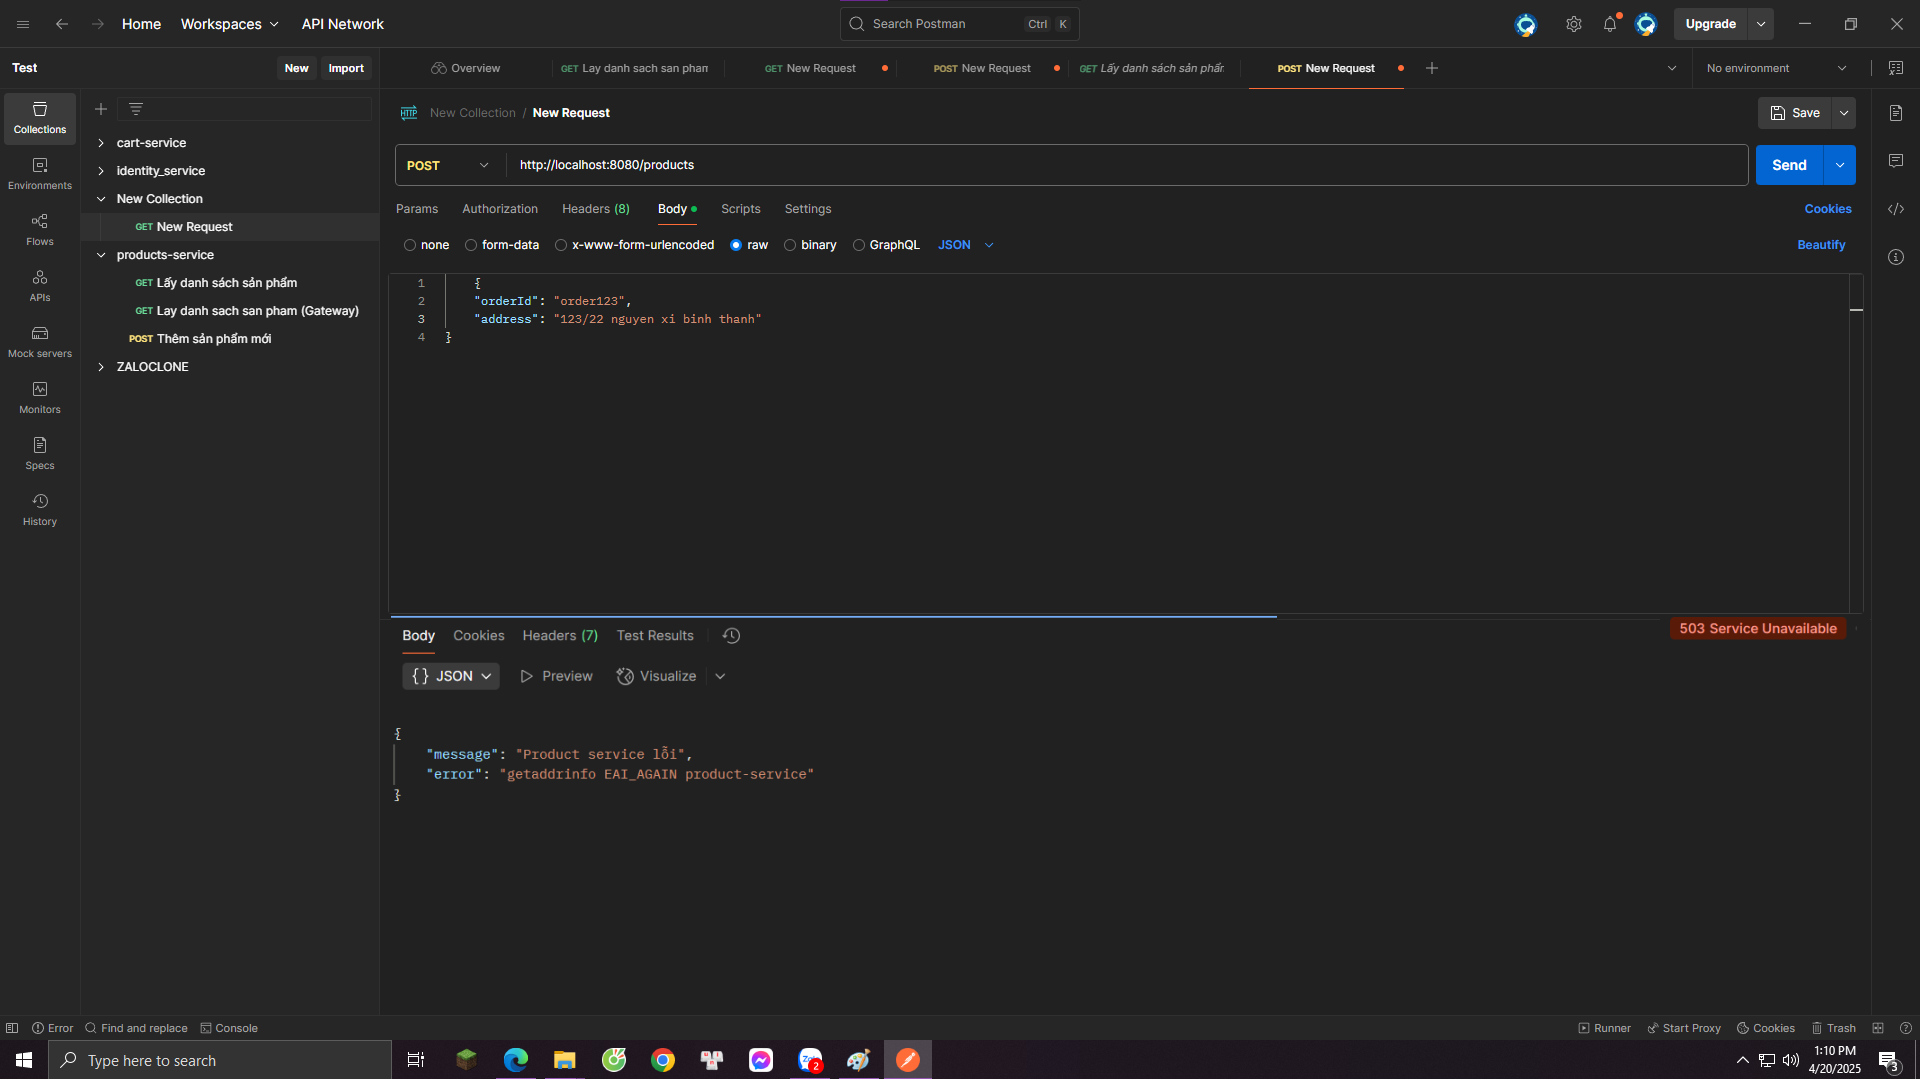 Home
Workspaces
API Network
Search Postman
Ctrl
K
Upgrade
Test
New
Import
Overview
GET Lay danh sach san pham
GET New Request
POST New Request
GET Lấy danh sách sản phẩm
POST New Request
No environment
Collections
Environments
Flows
APIs
Mock servers
Monitors
Specs
History
cart-service
identity_service
New Collection
GET New Request
products-service
GET Lấy danh sách sản phẩm
GET Lay danh sach san pham (Gateway)
POST Thêm sản phẩm mới
ZALOCLONE
HTTP
New Collection / New Request
Save
POST
http://localhost:8080/products
Send
Params
Authorization
Headers (8)
Body
Scripts
Settings
Cookies
none
form-data
x-www-form-urlencoded
raw
binary
GraphQL
JSON
Beautify
1 {
2 "orderId": "order123",
3 "address": "123/22 nguyen xi binh thanh"
4 }
Body
Cookies
Headers (7)
Test Results
503 Service Unavailable
{} JSON
Preview
Visualize
{
"message": "Product service lỗi",
"error": "getaddrinfo EAI_AGAIN product-service"
}
Error
Find and replace
Console
Runner
Start Proxy
Cookies
Trash
Type here to search
2
1:10 PM
4/20/2025
3